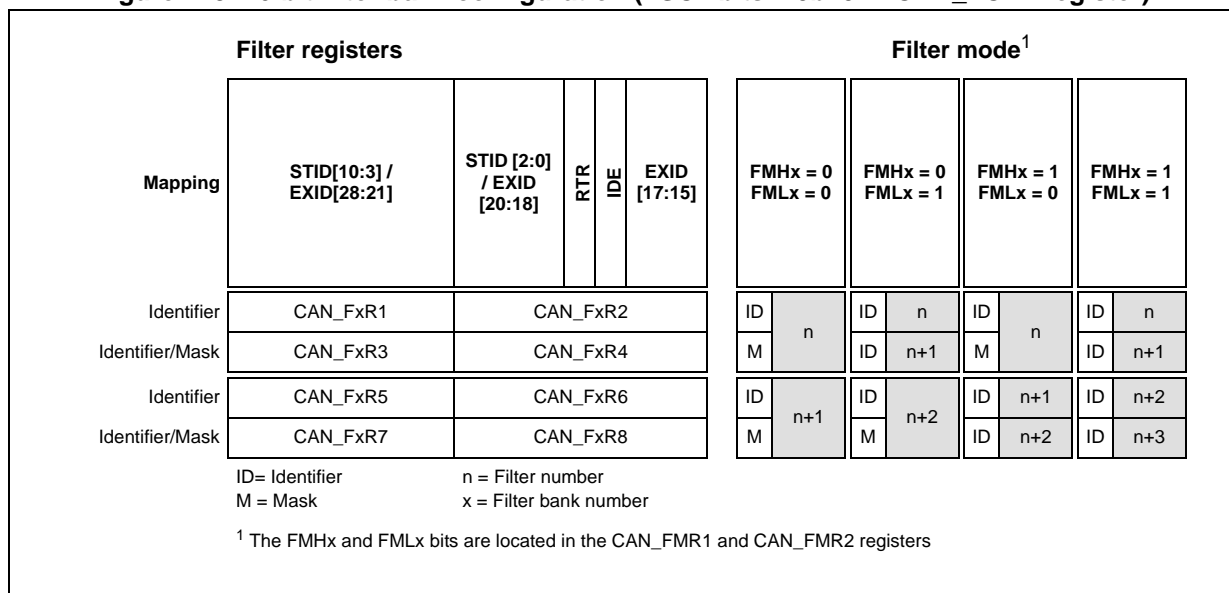 Filter registers
Filter mode1
Mapping
STID[10:3] /
EXID[28:21]
STID [2:0]
/ EXID
[20:18]
RTR
IDE
EXID
[17:15]
FMHx = 0
FMLx = 0
FMHx = 0
FMLx = 1
FMHx = 1
FMLx = 0
FMHx = 1
FMLx = 1
Identifier CAN_FxR1 CAN_FxR2 ID n ID n ID n ID n
Identifier/Mask CAN_FxR3 CAN_FxR4 M ID n+1 M ID n+1
Identifier CAN_FxR5 CAN_FxR6 ID n+1 ID n+2 ID n+1 ID n+2
Identifier/Mask CAN_FxR7 CAN_FxR8 M M ID n+2 ID n+3
ID= Identifier n = Filter number
M = Mask x = Filter bank number
1 The FMHx and FMLx bits are located in the CAN_FMR1 and CAN_FMR2 registers